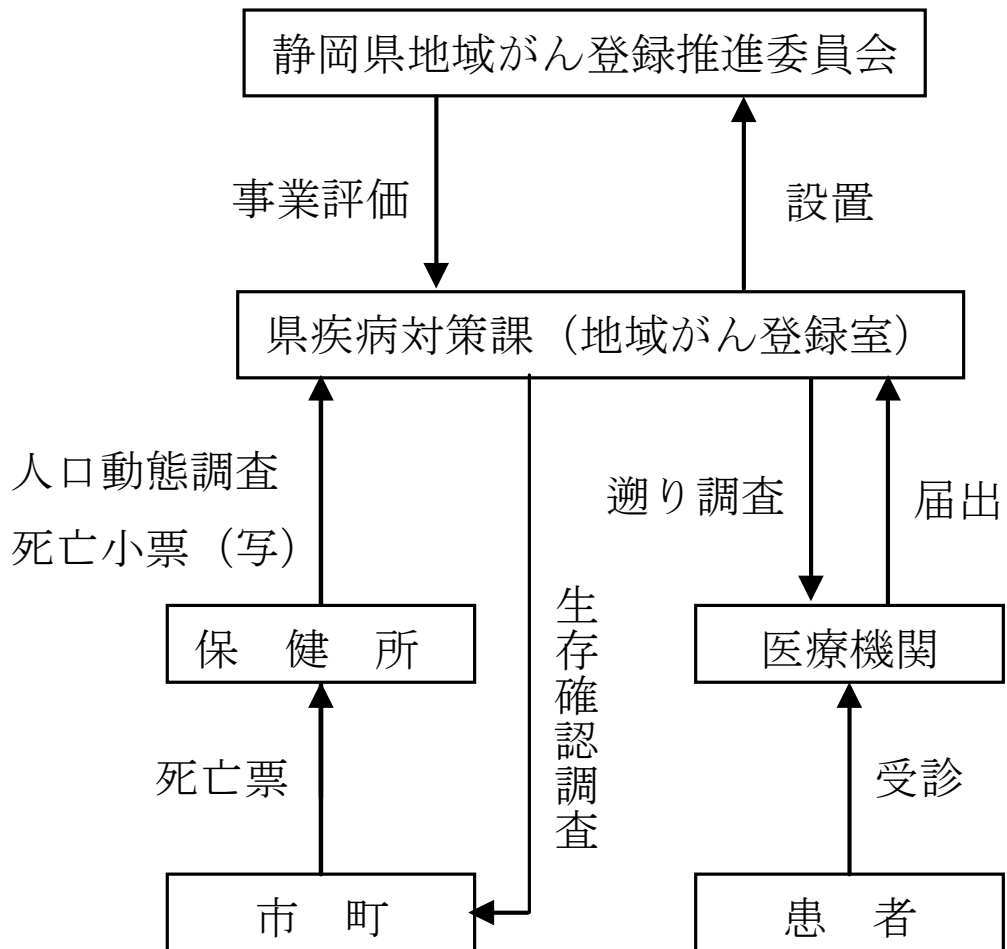 静岡県地域がん登録推進委員会
事業評価
設置
県疾病対策課（地域がん登録室）
人口動態調査
死亡小票（写）
遡り調査
届出
生存確認調査
保　健　所
医療機関
死亡票
受診
市　町
患　者